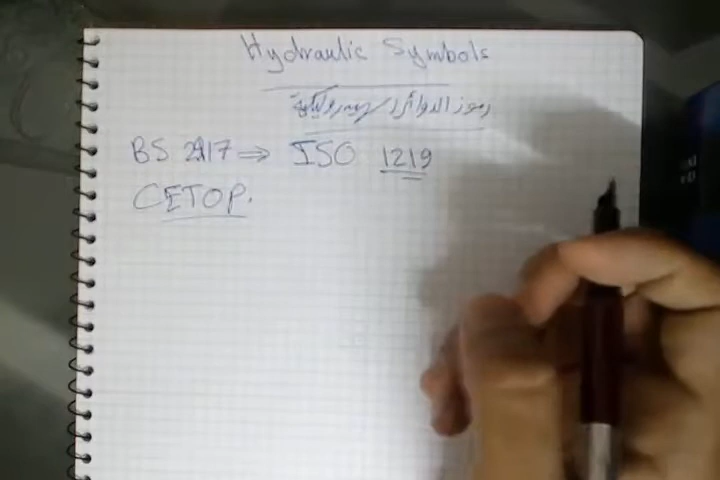 Hydraulic Symbols
رموز الدوائر الهيدروليكية
BS 2917 ⇒ ISO 1219
CETOP.